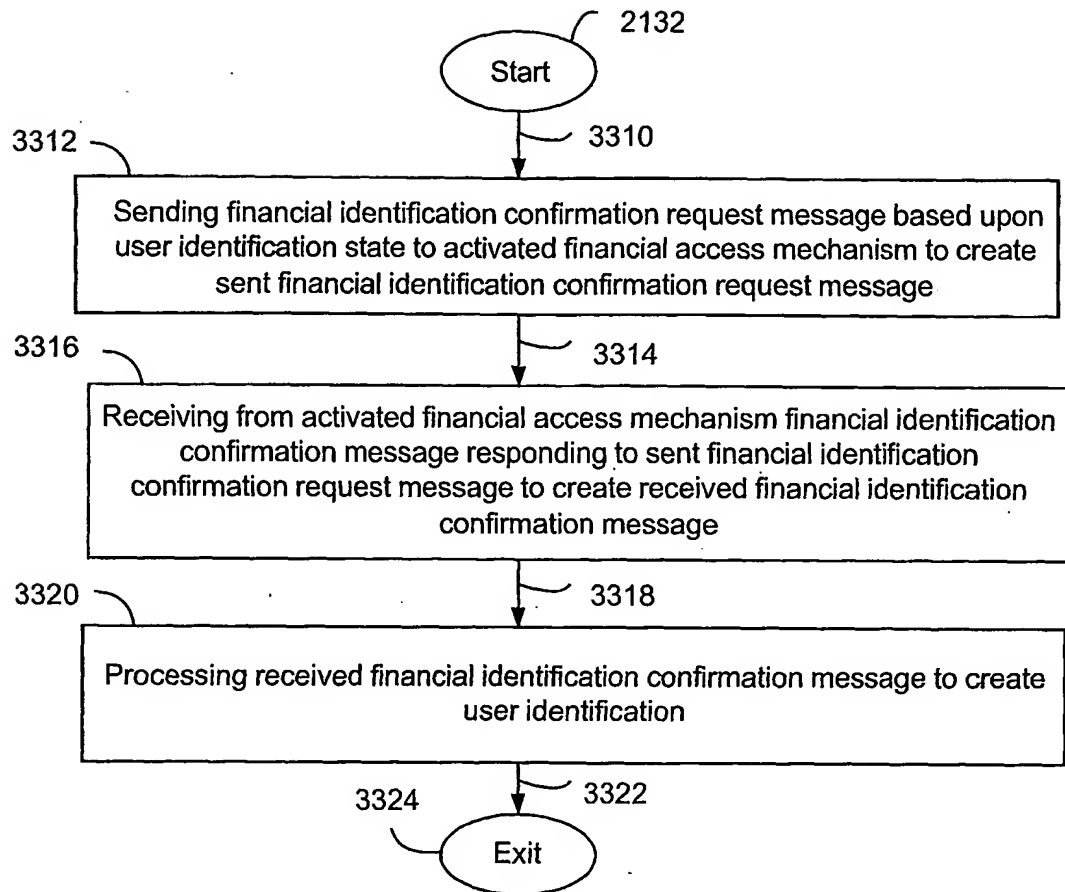 2132
Start
3310
3312
Sending financial identification confirmation request message based upon
user identification state to activated financial access mechanism to create
sent financial identification confirmation request message
3316
3314
Receiving from activated financial access mechanism financial identification
confirmation message responding to sent financial identification
confirmation request message to create received financial identification
confirmation message
3320
3318
Processing received financial identification confirmation message to create
user identification
3324
3322
Exit